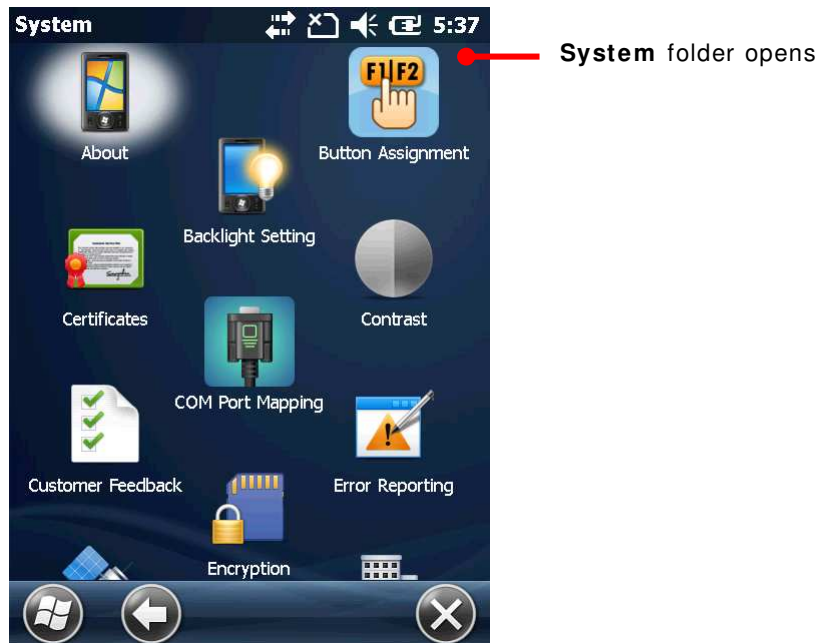 System 5:37
System folder opens
F1 F2
About
Button Assignment
Backlight Setting
Certificates
Contrast
COM Port Mapping
Customer Feedback
Error Reporting
Encryption